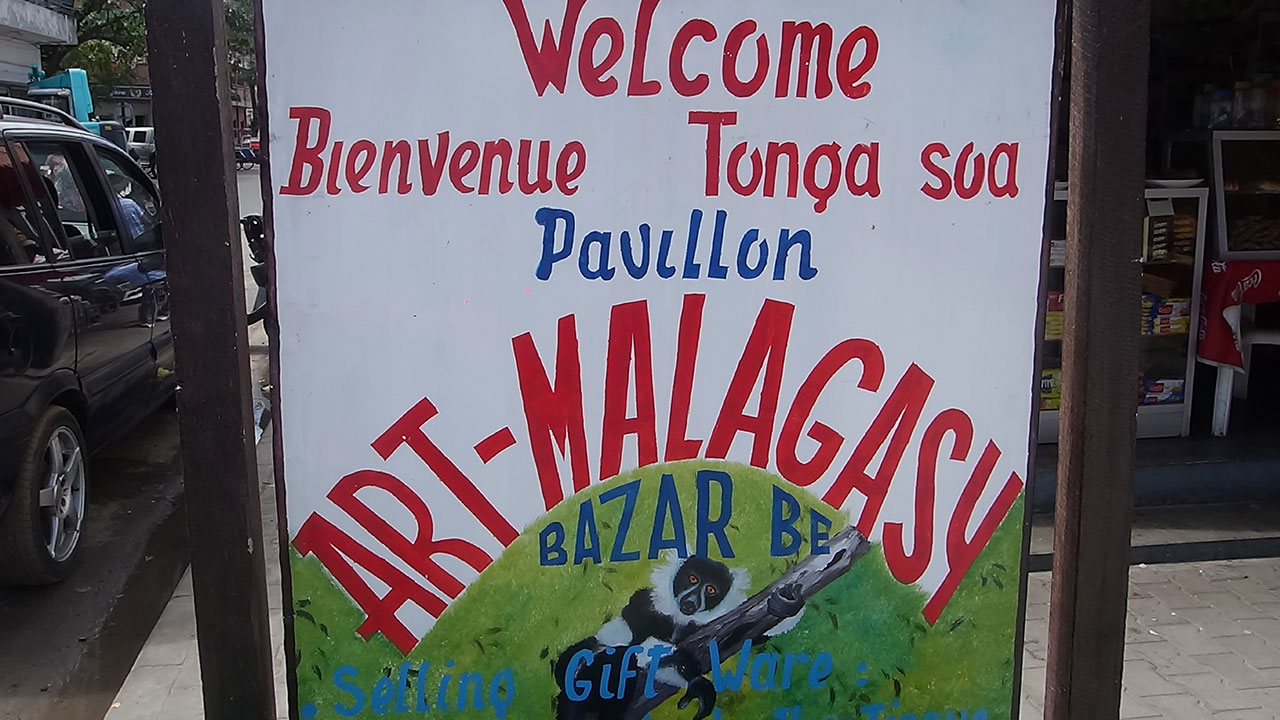 Welcome
Bienvenue Tonga soa
Pavillon
ART-MALAGASY
BAZAR BE
Selling Gift Ware :